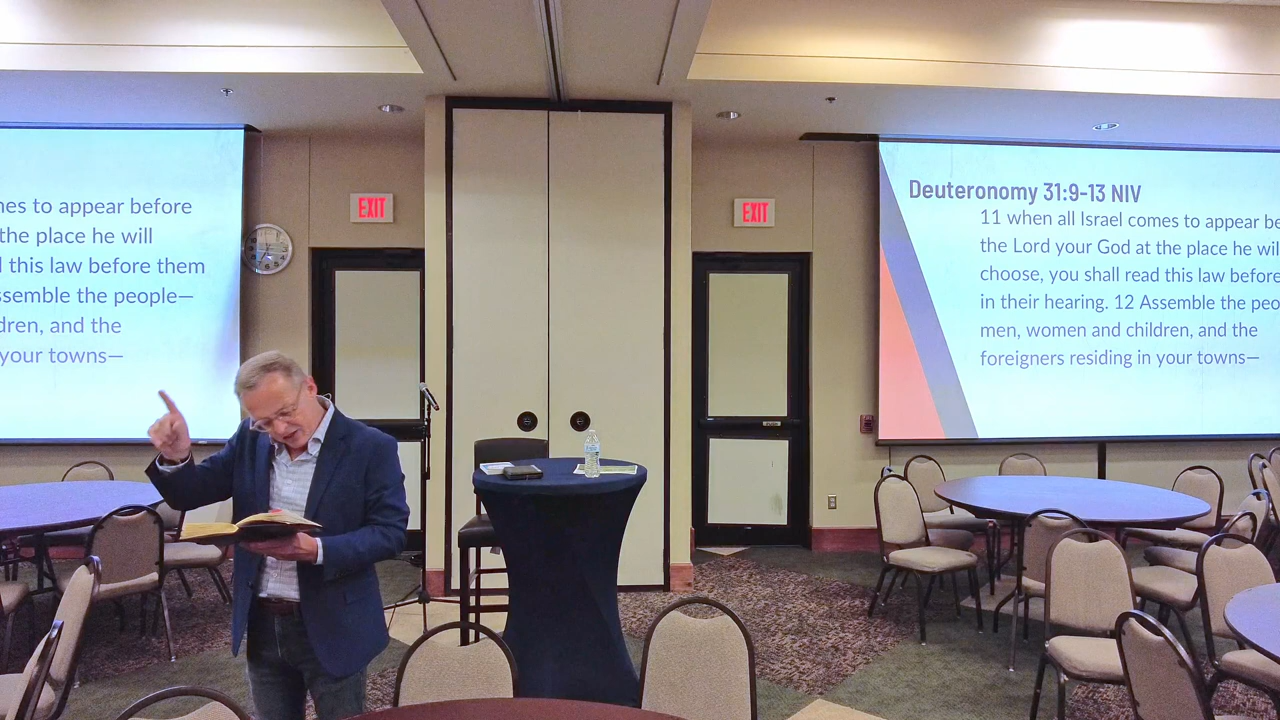 nes to appear before
the place he will
this law before them
ssemble the people—
dren, and the
your towns—
EXIT
EXIT
Deuteronomy 31:9-13 NIV
11 when all Israel comes to appear be
the Lord your God at the place he wil
choose, you shall read this law before
in their hearing. 12 Assemble the peo
men, women and children, and the
foreigners residing in your towns—